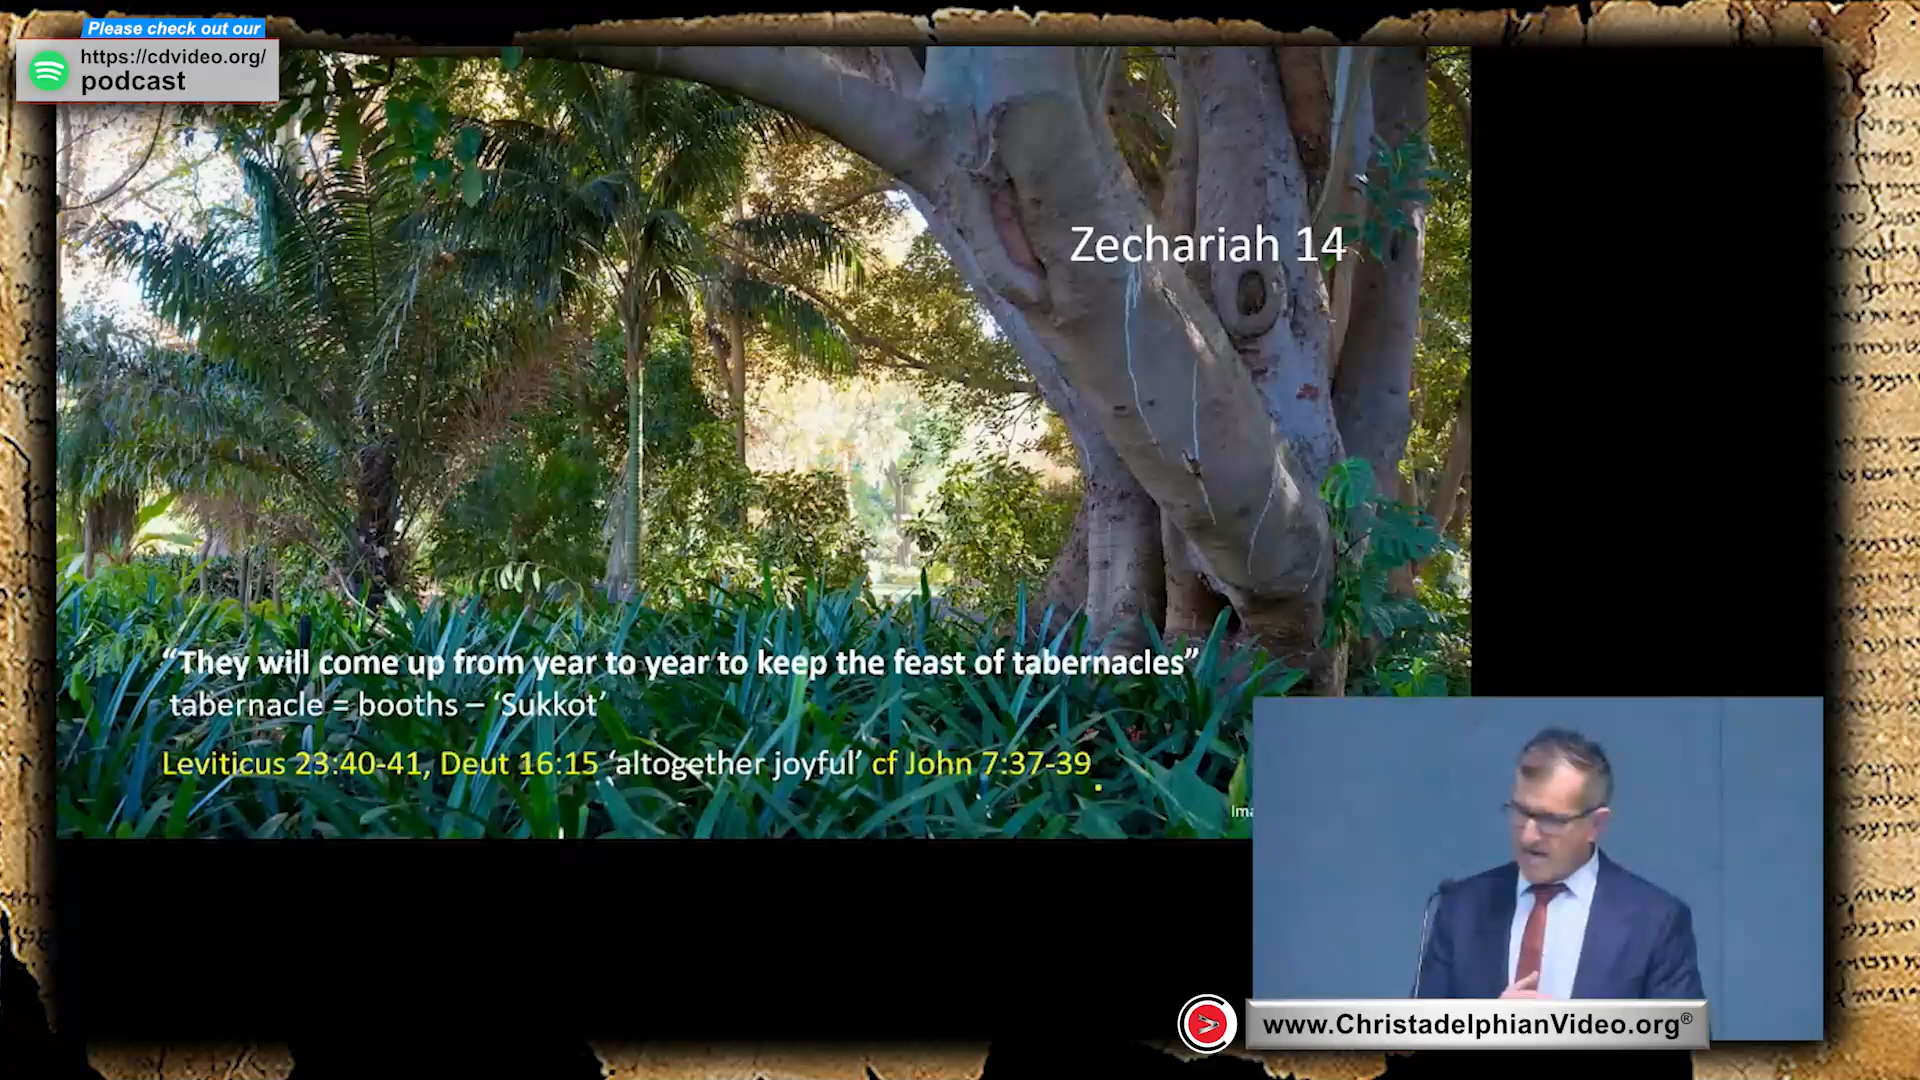 Please check out our
https://cdvideo.org/
podcast
Zechariah 14
“They will come up from year to year to keep the feast of tabernacles”
tabernacle = booths – ‘Sukkot’
Leviticus 23:40-41, Deut 16:15 ‘altogether joyful’ cf John 7:37-39
Ima
www.ChristadelphianVideo.org®